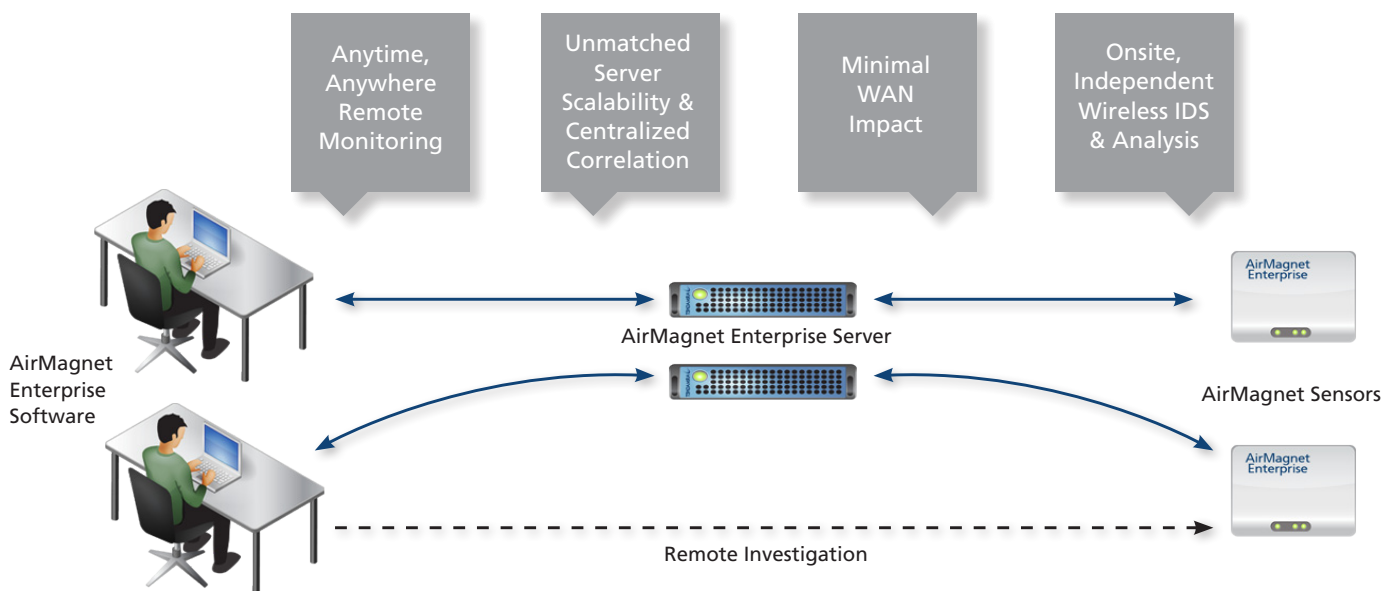 Anytime,
Anywhere
Remote
Monitoring
Unmatched
Server
Scalability &
Centralized
Correlation
Minimal
WAN
Impact
Onsite,
Independent
Wireless IDS
& Analysis
AirMagnet
Enterprise
Software
AirMagnet Enterprise Server
AirMagnet
Enterprise
AirMagnet Sensors
AirMagnet
Enterprise
Remote Investigation